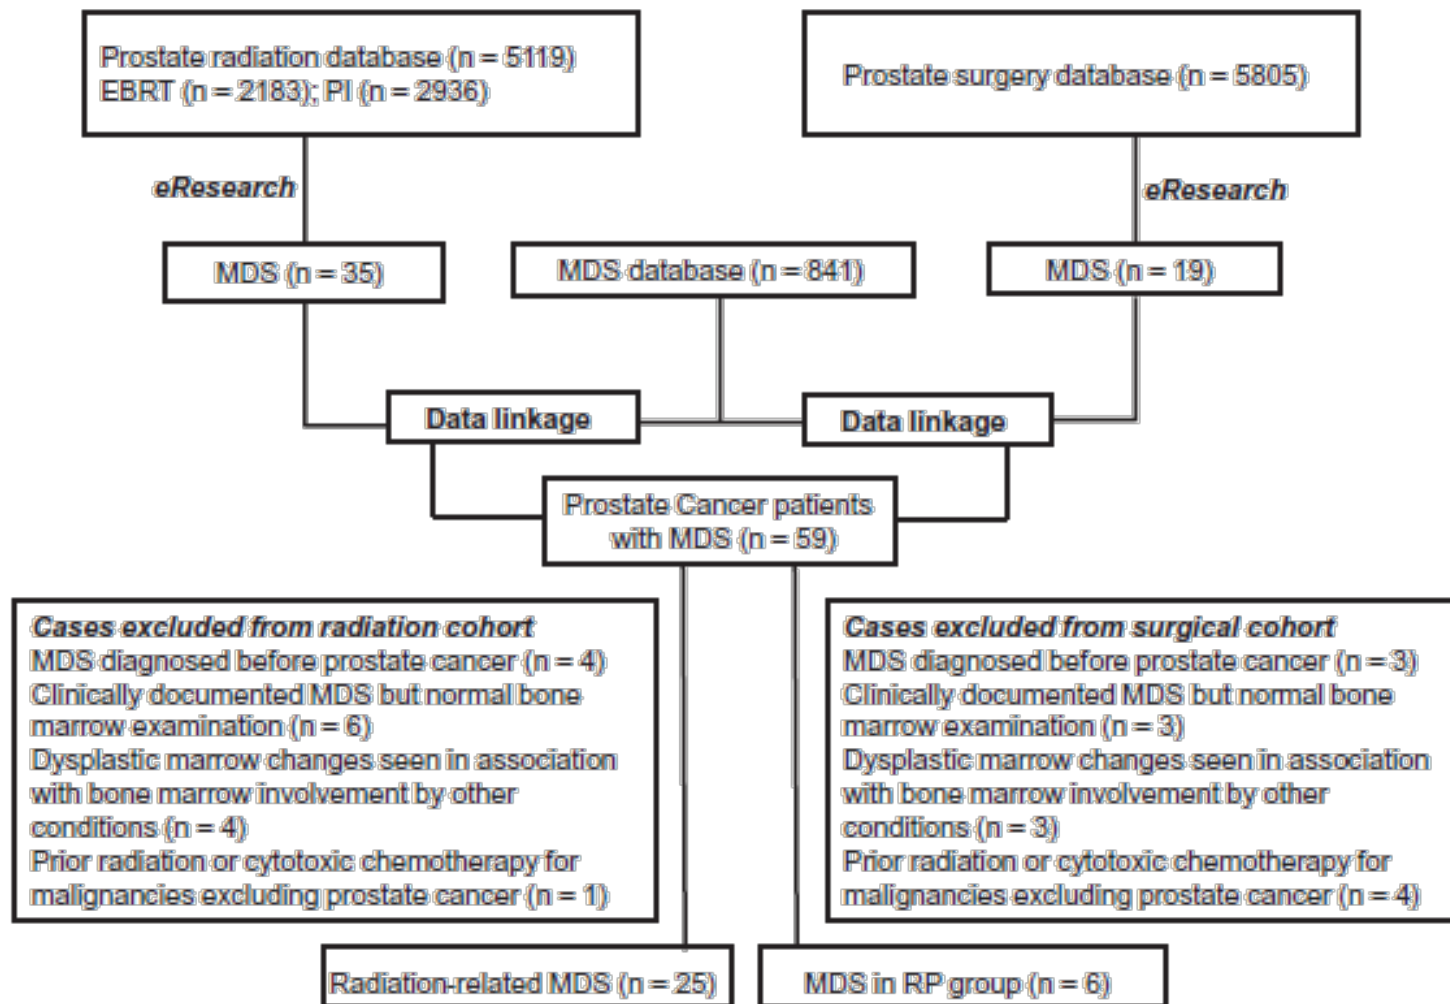 Prostate radiation database (n = 5119)
EBRT (n = 2183); PI (n = 2936)
Prostate surgery database (n = 5805)
eResearch
eResearch
MDS (n = 35)
MDS database (n = 841)
MDS (n = 19)
Data linkage
Data linkage
Prostate Cancer patients
with MDS (n = 59)
Cases excluded from radiation cohort
MDS diagnosed before prostate cancer (n = 4)
Clinically documented MDS but normal bone
marrow examination (n = 6)
Dysplastic marrow changes seen in association
with bone marrow involvement by other
conditions (n = 4)
Prior radiation or cytotoxic chemotherapy for
malignancies excluding prostate cancer (n = 1)
Cases excluded from surgical cohort
MDS diagnosed before prostate cancer (n = 3)
Clinically documented MDS but normal bone
marrow examination (n = 3)
Dysplastic marrow changes seen in association
with bone marrow involvement by other
conditions (n = 3)
Prior radiation or cytotoxic chemotherapy for
malignancies excluding prostate cancer (n = 4)
Radiation-related MDS (n = 25)
MDS in RP group (n = 6)